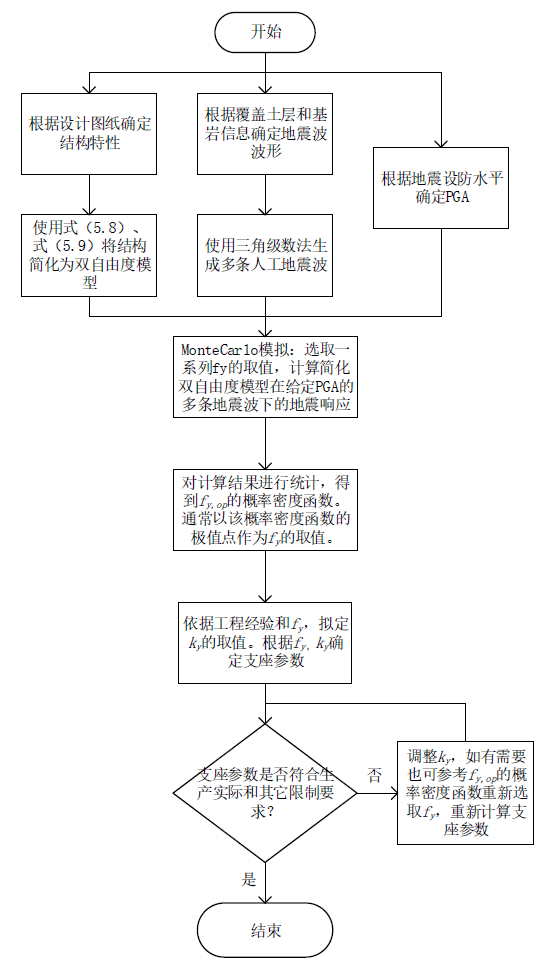 开始
根据设计图纸确定
结构特性
根据覆盖土层和基
岩信息确定地震波
波形
根据地震设防水平
确定PGA
使用式（5.8）、
式（5.9）将结构
简化为双自由度模
型
使用三角级数法生
成多条人工地震波
MonteCarlo模拟：选取一
系列fy的取值，计算简化
双自由度模型在给定PGA的
多条地震波下的地震响应
对计算结果进行统计，得
到fy,op的概率密度函数。
通常以该概率密度函数的
极值点作为fy的取值。
依据工程经验和fy，拟定
ky的取值。根据fy、ky确
定支座参数
支座参数是否符合生
产实际和其它限制要
求？
否
调整ky，如有需要
也可参考fy,op的概
率密度函数重新选
取fy，重新计算支
座参数
是
结束